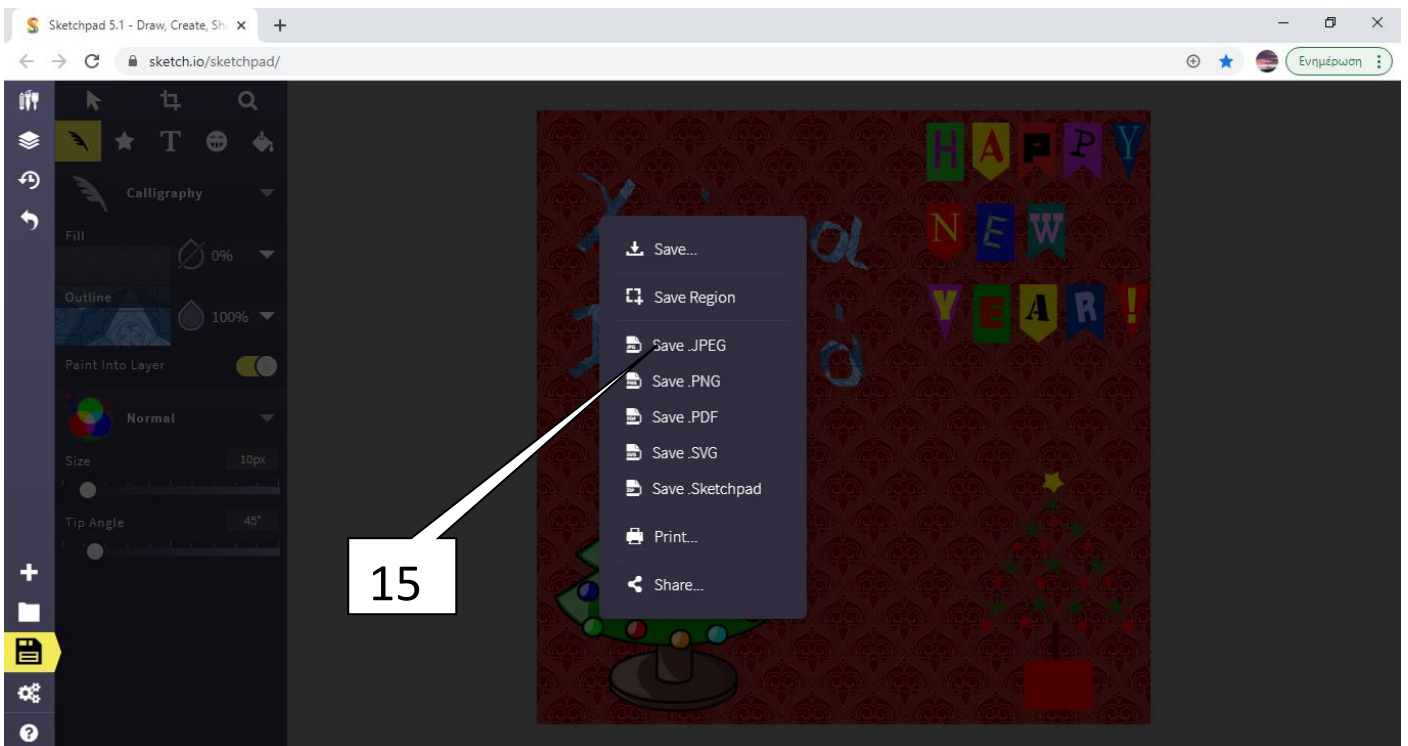 Sketchpad 5.1 - Draw, Create, Sh
sketch.io/sketchpad/
Ενημέρωση
T
Calligraphy
Fill
0%
Outline
100%
Paint Into Layer
Normal
Size
10px
Tip Angle
45°
Save...
Save Region
Save .JPEG
Save .PNG
Save .PDF
Save .SVG
Save .Sketchpad
Print...
Share...
15
HAPPY
NEW
YEAR!